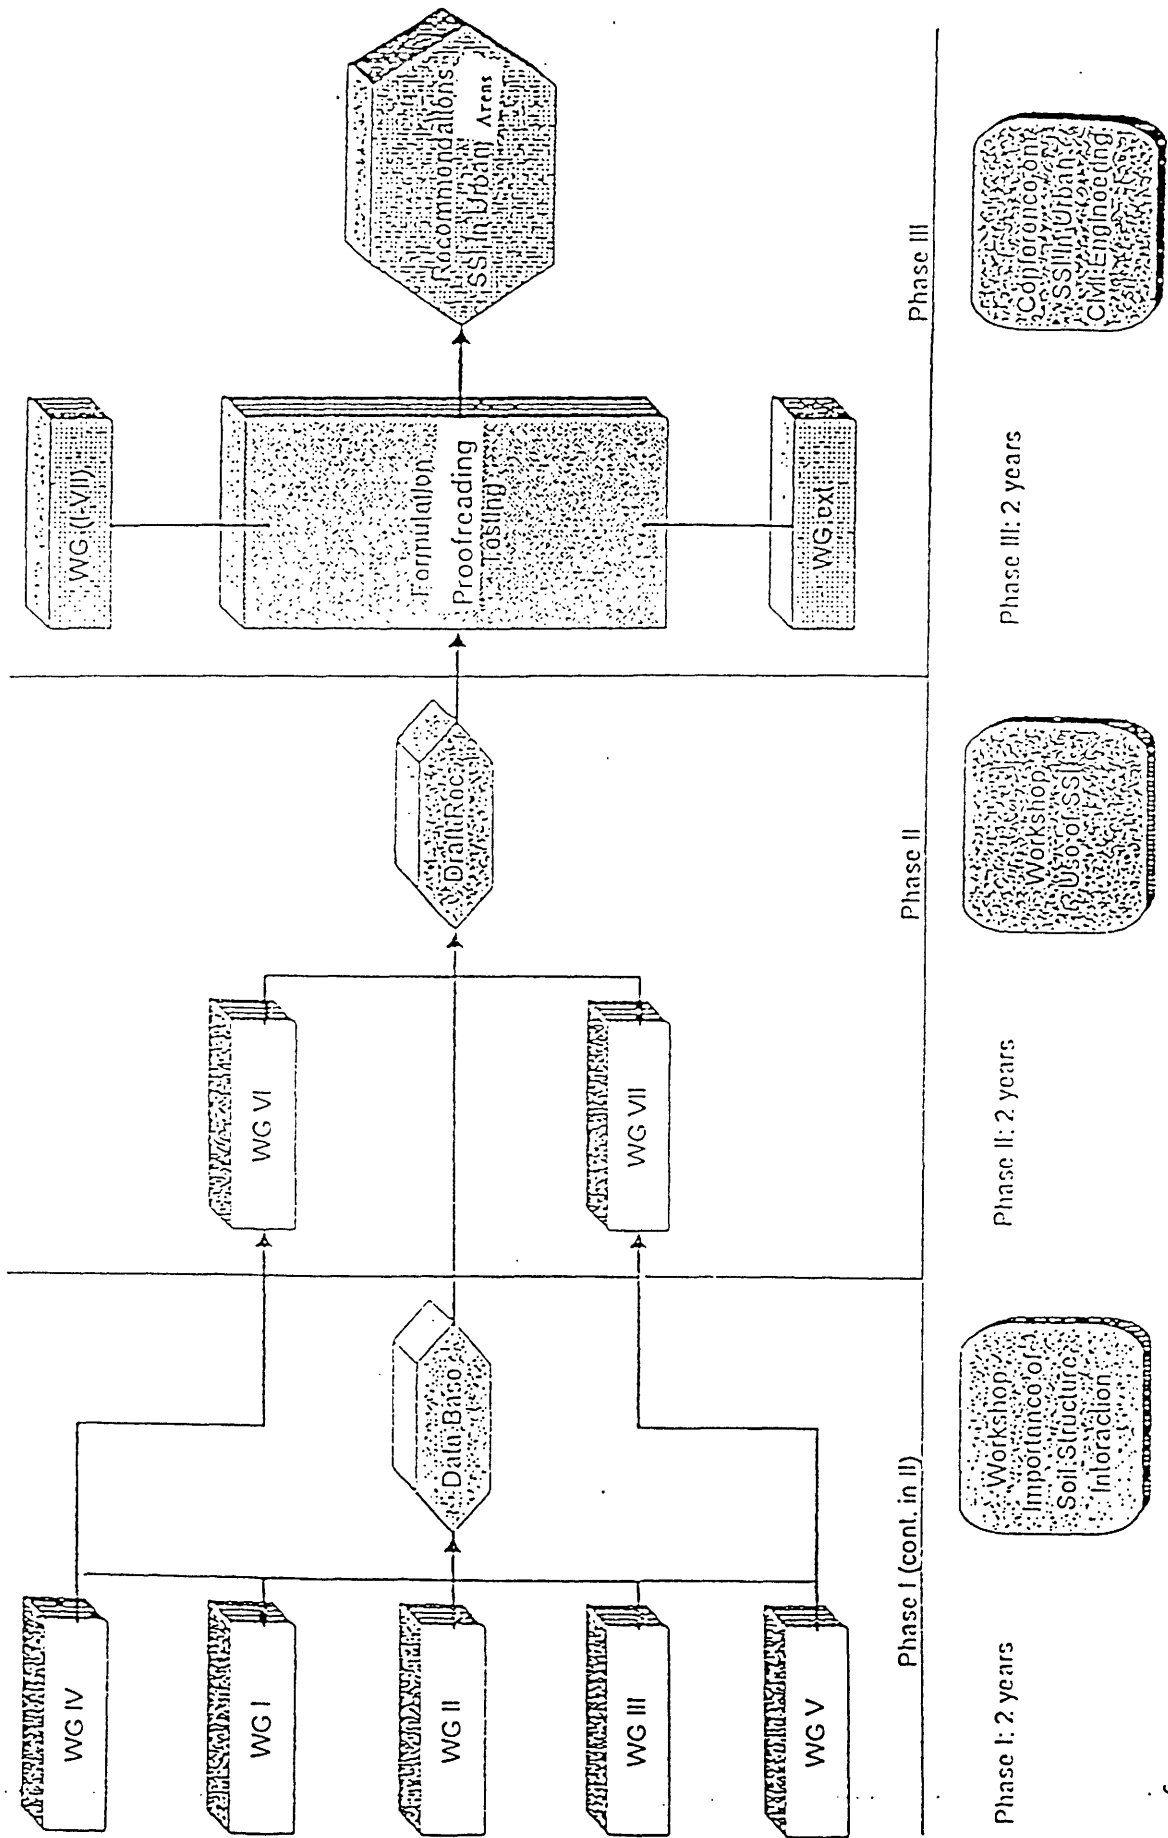 WG IV
WG I
WG II
WG III
WG V
Data Base
Phase I (cont. in II)
WG VI
WG VII
Draft Rec
Phase II
WG (I-VII)
Formulation
Proofreading
Testing
WG ext
Recommendations
SSI in Urban
Areas
Phase III
Phase I: 2 years
Workshop
Importance of
Soil Structure
Interaction
Phase II: 2 years
Workshop
Use of SSI
Phase III: 2 years
Conference on
SSI in Urban
Civil Engineering